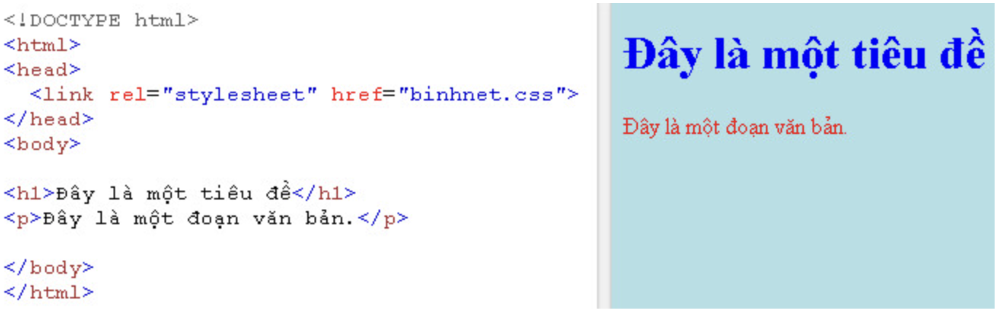 <!DOCTYPE html>
<html>
<head>
  <link rel="stylesheet" href="binhnet.css">
</head>
<body>

<h1>Đây là một tiêu đề</h1>
<p>Đây là một đoạn văn bản.</p>

</body>
</html>
Đây là một tiêu đề
Đây là một đoạn văn bản.